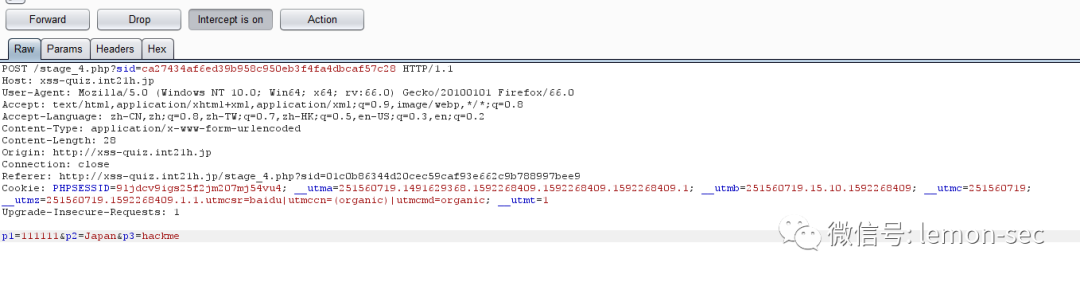 Forward Drop Intercept is on Action
Raw Params Headers Hex
POST /stage_4.php?sid=ca27434af6ed39b958c950eb3f4fa4dbcaf57c28 HTTP/1.1
Host: xss-quiz.int21h.jp
User-Agent: Mozilla/5.0 (Windows NT 10.0; Win64; x64; rv:66.0) Gecko/20100101 Firefox/66.0
Accept: text/html,application/xhtml+xml,application/xml;q=0.9,image/webp,*/*;q=0.8
Accept-Language: zh-CN,zh;q=0.8,zh-TW;q=0.7,zh-HK;q=0.5,en-US;q=0.3,en;q=0.2
Content-Type: application/x-www-form-urlencoded
Content-Length: 28
Origin: http://xss-quiz.int21h.jp
Connection: close
Referer: http://xss-quiz.int21h.jp/stage_4.php?sid=01c0b86344d20cec59caf93e662c9b788997bee9
Cookie: PHPSESSID=9ljdcv9igs25f2jm207mj54vu4; __utma=251560719.1491629368.1592268409.1592268409.1592268409.1; __utmb=251560719.15.10.1592268409; __utmc=251560719;
__utmz=251560719.1592268409.1.1.utmcsr=baidu|utmccn=(organic)|utmcmd=organic; __utmt=1
Upgrade-Insecure-Requests: 1
p1=111111&p2=Japan&p3=hackme
微信号: lemon-sec